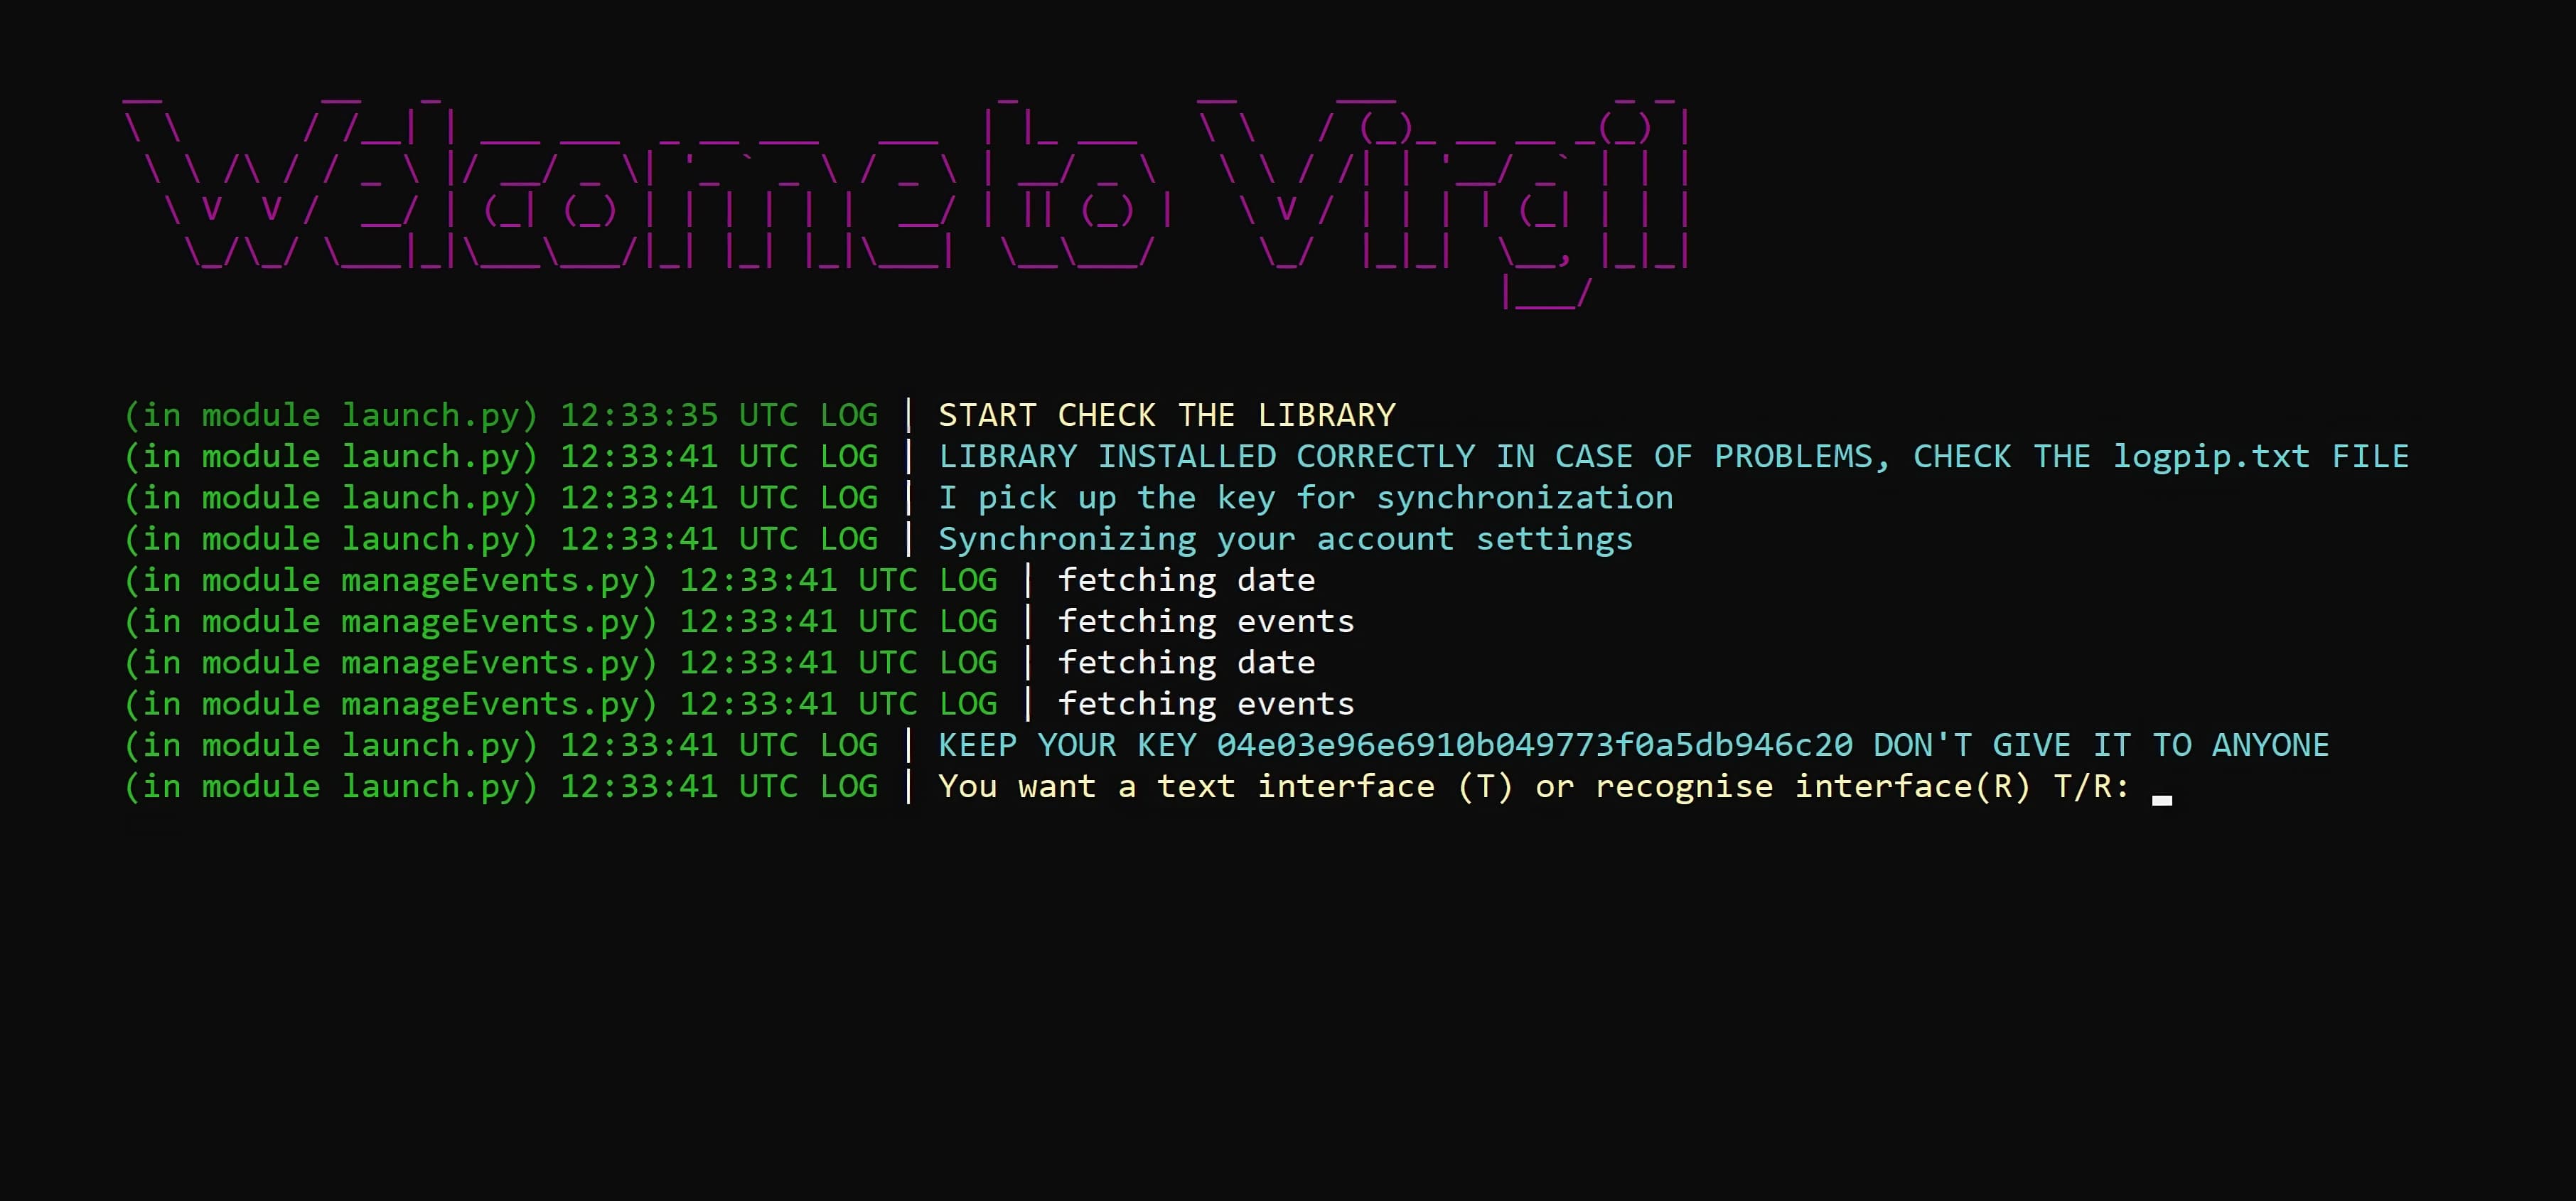 Welcome to Virgil
(in module launch.py) 12:33:35 UTC LOG | START CHECK THE LIBRARY
(in module launch.py) 12:33:41 UTC LOG | LIBRARY INSTALLED CORRECTLY IN CASE OF PROBLEMS, CHECK THE logpip.txt FILE
(in module launch.py) 12:33:41 UTC LOG | I pick up the key for synchronization
(in module launch.py) 12:33:41 UTC LOG | Synchronizing your account settings
(in module manageEvents.py) 12:33:41 UTC LOG | fetching date
(in module manageEvents.py) 12:33:41 UTC LOG | fetching events
(in module manageEvents.py) 12:33:41 UTC LOG | fetching date
(in module manageEvents.py) 12:33:41 UTC LOG | fetching events
(in module launch.py) 12:33:41 UTC LOG | KEEP YOUR KEY 04e03e96e6910b049773f0a5db946c20 DON'T GIVE IT TO ANYONE
(in module launch.py) 12:33:41 UTC LOG | You want a text interface (T) or recognise interface(R) T/R: